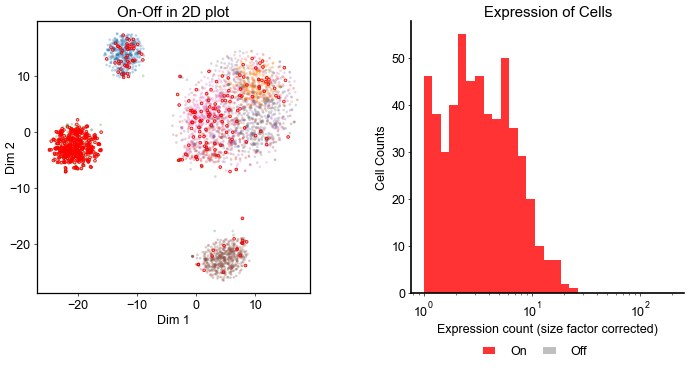 On-Off in 2D plot
Dim 2
10
0
−10
−20
−20
−10
0
10
Dim 1
Expression of Cells
Cell Counts
50
40
30
20
10
0
10^0
10^1
10^2
Expression count (size factor corrected)
On
Off